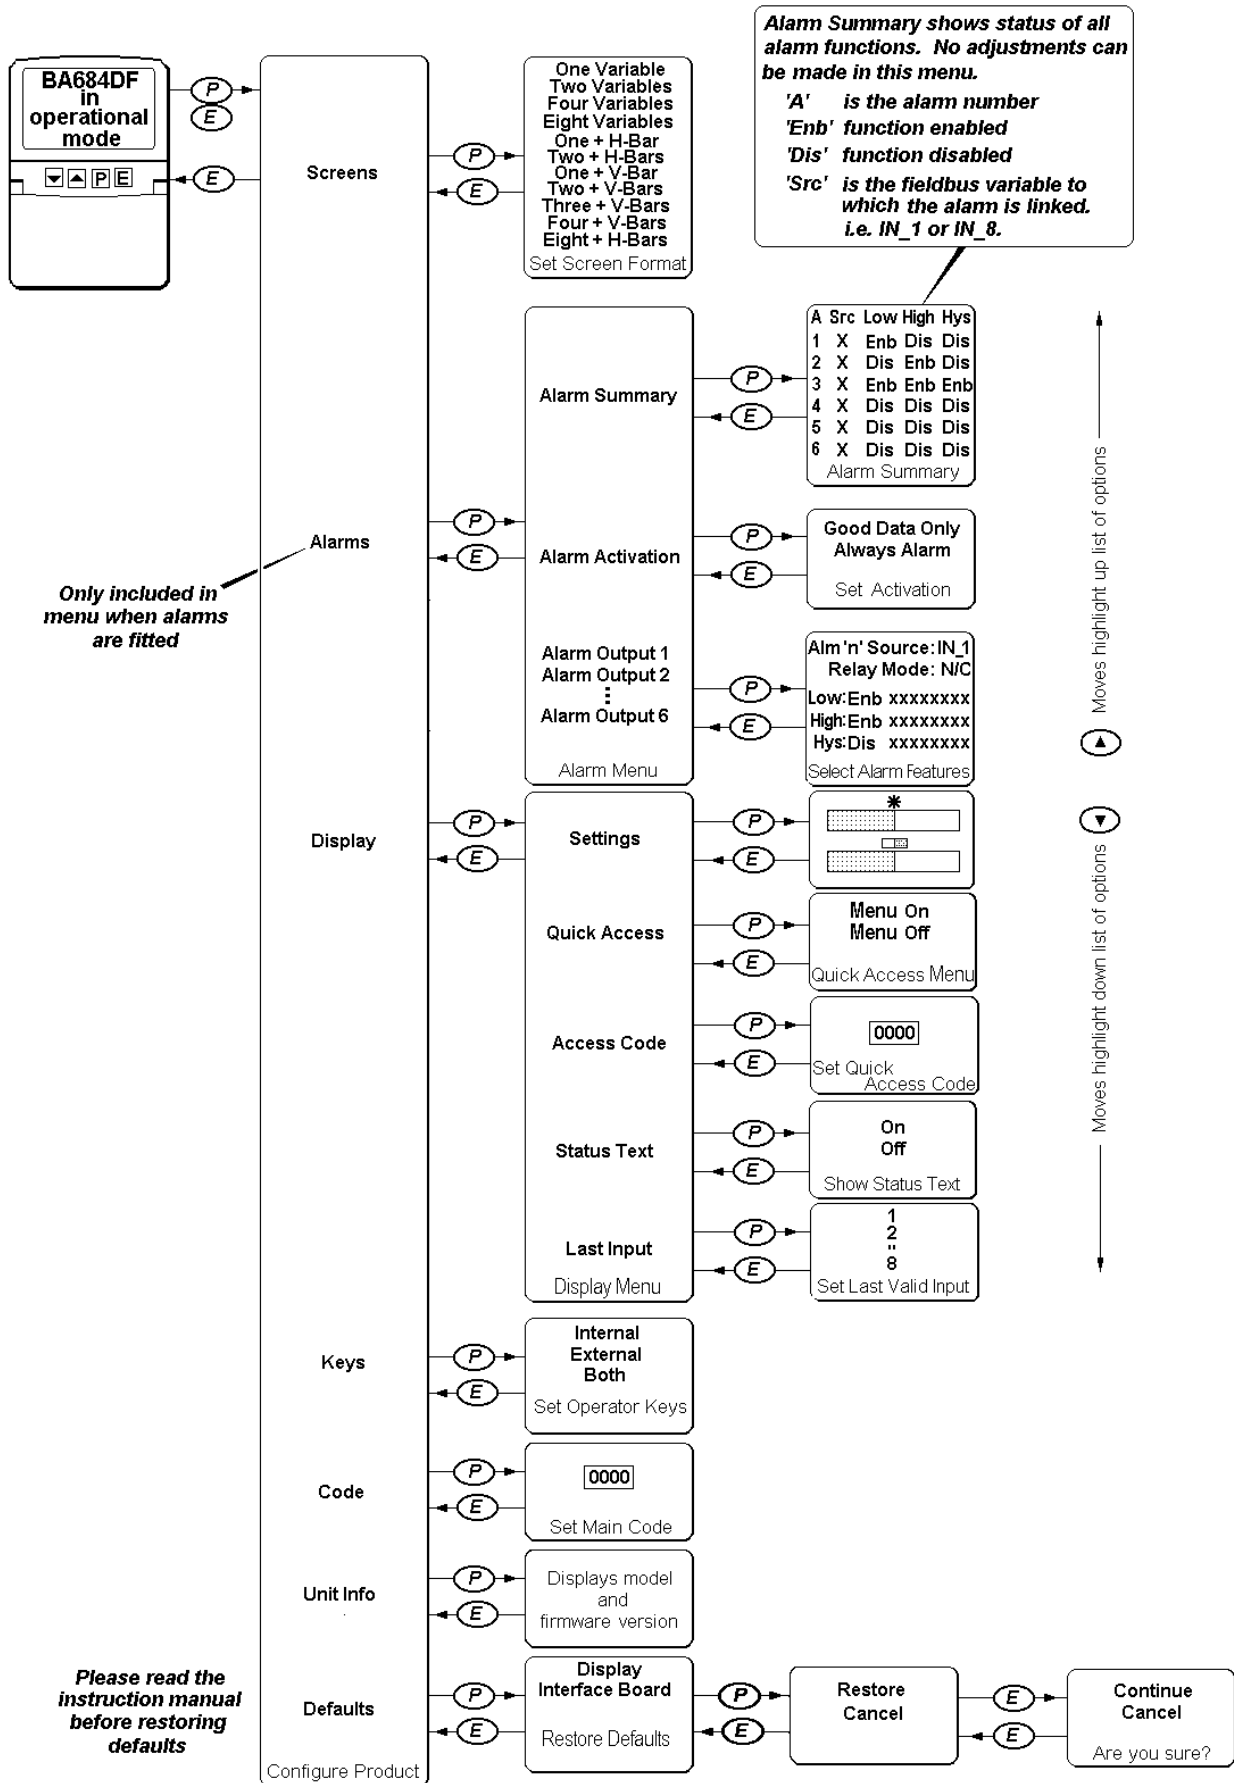 Alarm Summary shows status of all
alarm functions. No adjustments can
be made in this menu.
'A' is the alarm number
'Enb' function enabled
'Dis' function disabled
'Src' is the fieldbus variable to
which the alarm is linked.
i.e. IN_1 or IN_8.
BA684DF
in
operational
mode
P E
P
E
E
Screens
P
E
One Variable
Two Variables
Four Variables
Eight Variables
One + H-Bar
Two + H-Bars
One + V-Bar
Two + V-Bars
Three + V-Bars
Four + V-Bars
Eight + H-Bars
Set Screen Format
Alarms
Only included in
menu when alarms
are fitted
P
E
Alarm Summary
P
E
A Src Low High Hys
1 X Enb Dis Dis
2 X Dis Enb Dis
3 X Enb Enb Enb
4 X Dis Dis Dis
5 X Dis Dis Dis
6 X Dis Dis Dis
Alarm Summary
Alarm Activation
P
E
Good Data Only
Always Alarm
Set Activation
Alarm Output 1
Alarm Output 2
Alarm Output 6
Alarm Menu
P
E
Alm 'n' Source: IN_1
Relay Mode: N/C
Low: Enb xxxxxxxx
High: Enb xxxxxxxx
Hys: Dis xxxxxxxx
Select Alarm Features
Moves highlight up list of options
Moves highlight down list of options
Display
P
E
Settings
P
E
Quick Access
P
E
Menu On
Menu Off
Quick Access Menu
Access Code
P
E
0000
Set Quick
Access Code
Status Text
P
E
On
Off
Show Status Text
Last Input
Display Menu
P
E
1
2
"
8
Set Last Valid Input
Keys
P
E
Internal
External
Both
Set Operator Keys
Code
P
E
0000
Set Main Code
Unit Info
P
E
Displays model
and
firmware version
Please read the
instruction manual
before restoring
defaults
Defaults
Configure Product
P
E
Display
Interface Board
Restore Defaults
P
E
Restore
Cancel
E
E
Continue
Cancel
Are you sure?